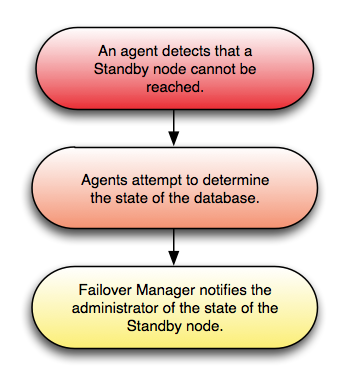 An agent detects that a
Standby node cannot be
reached.
Agents attempt to determine
the state of the database.
Failover Manager notifies the
administrator of the state of the
Standby node.